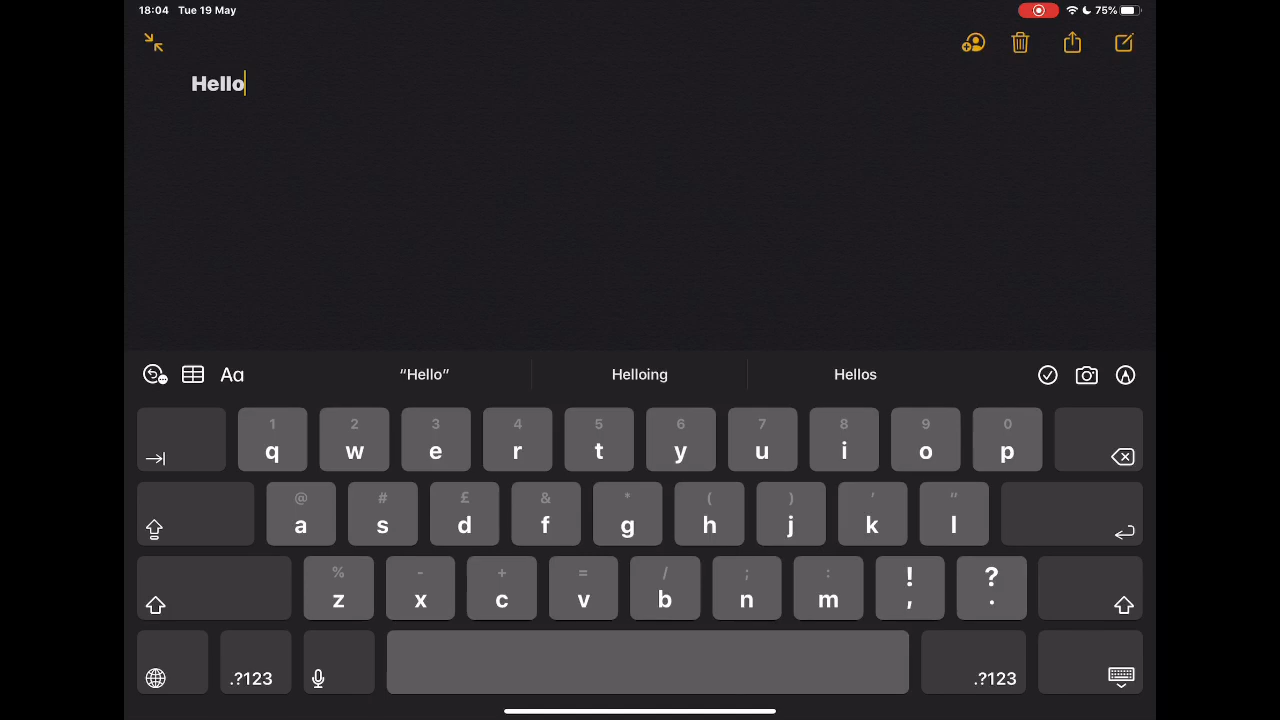 18:04 Tue 19 May 75%
Hello
Aa “Hello” Helloing Hellos
1 2 3 4 5 6 7 8 9 0
q w e r t y u i o p
@ # £ & * ( ) ' "
a s d f g h j k l
% - + = / ; : ! ?
z x c v b n m , .
.?123 .?123